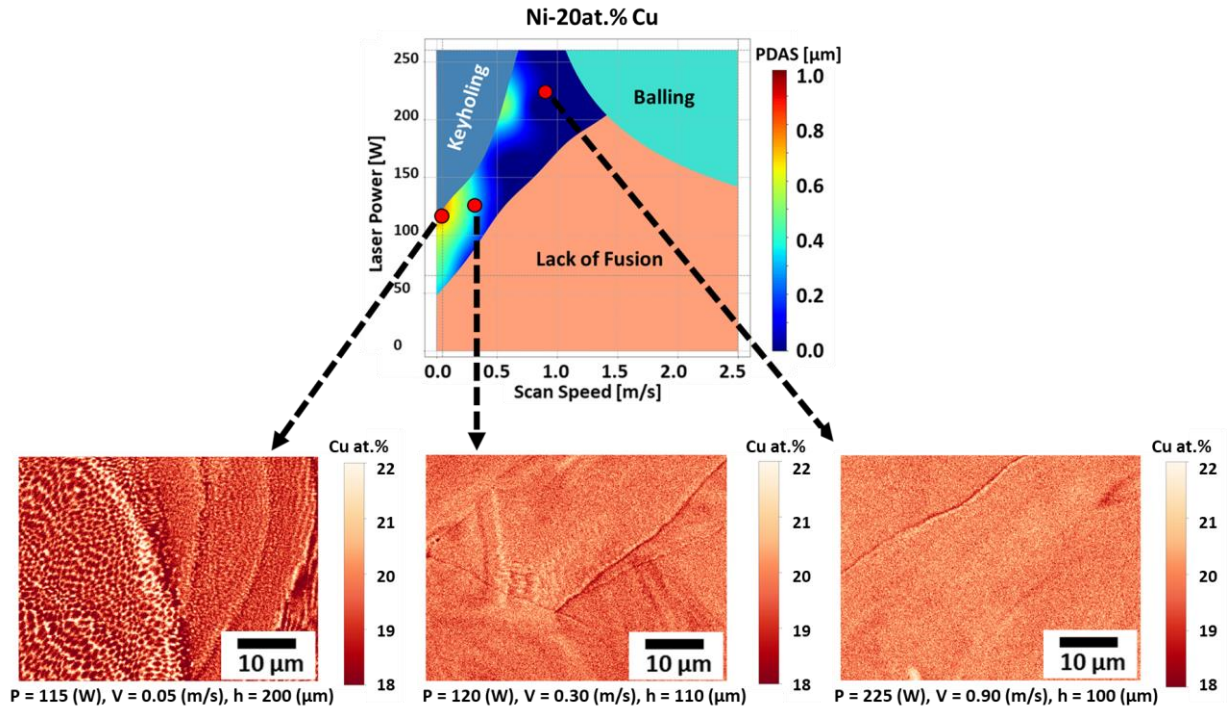 Ni-20at.% Cu
PDAS [μm]
250
200
150
100
50
0
Laser Power [W]
Keyholing
Balling
Lack of Fusion
1.0
0.8
0.6
0.4
0.2
0.0
0.0 0.5 1.0 1.5 2.0 2.5
Scan Speed [m/s]
Cu at.%
22
21
20
19
18
10 μm
P = 115 (W), V = 0.05 (m/s), h = 200 (μm)
Cu at.%
22
21
20
19
18
10 μm
P = 120 (W), V = 0.30 (m/s), h = 110 (μm)
Cu at.%
22
21
20
19
18
10 μm
P = 225 (W), V = 0.90 (m/s), h = 100 (μm)